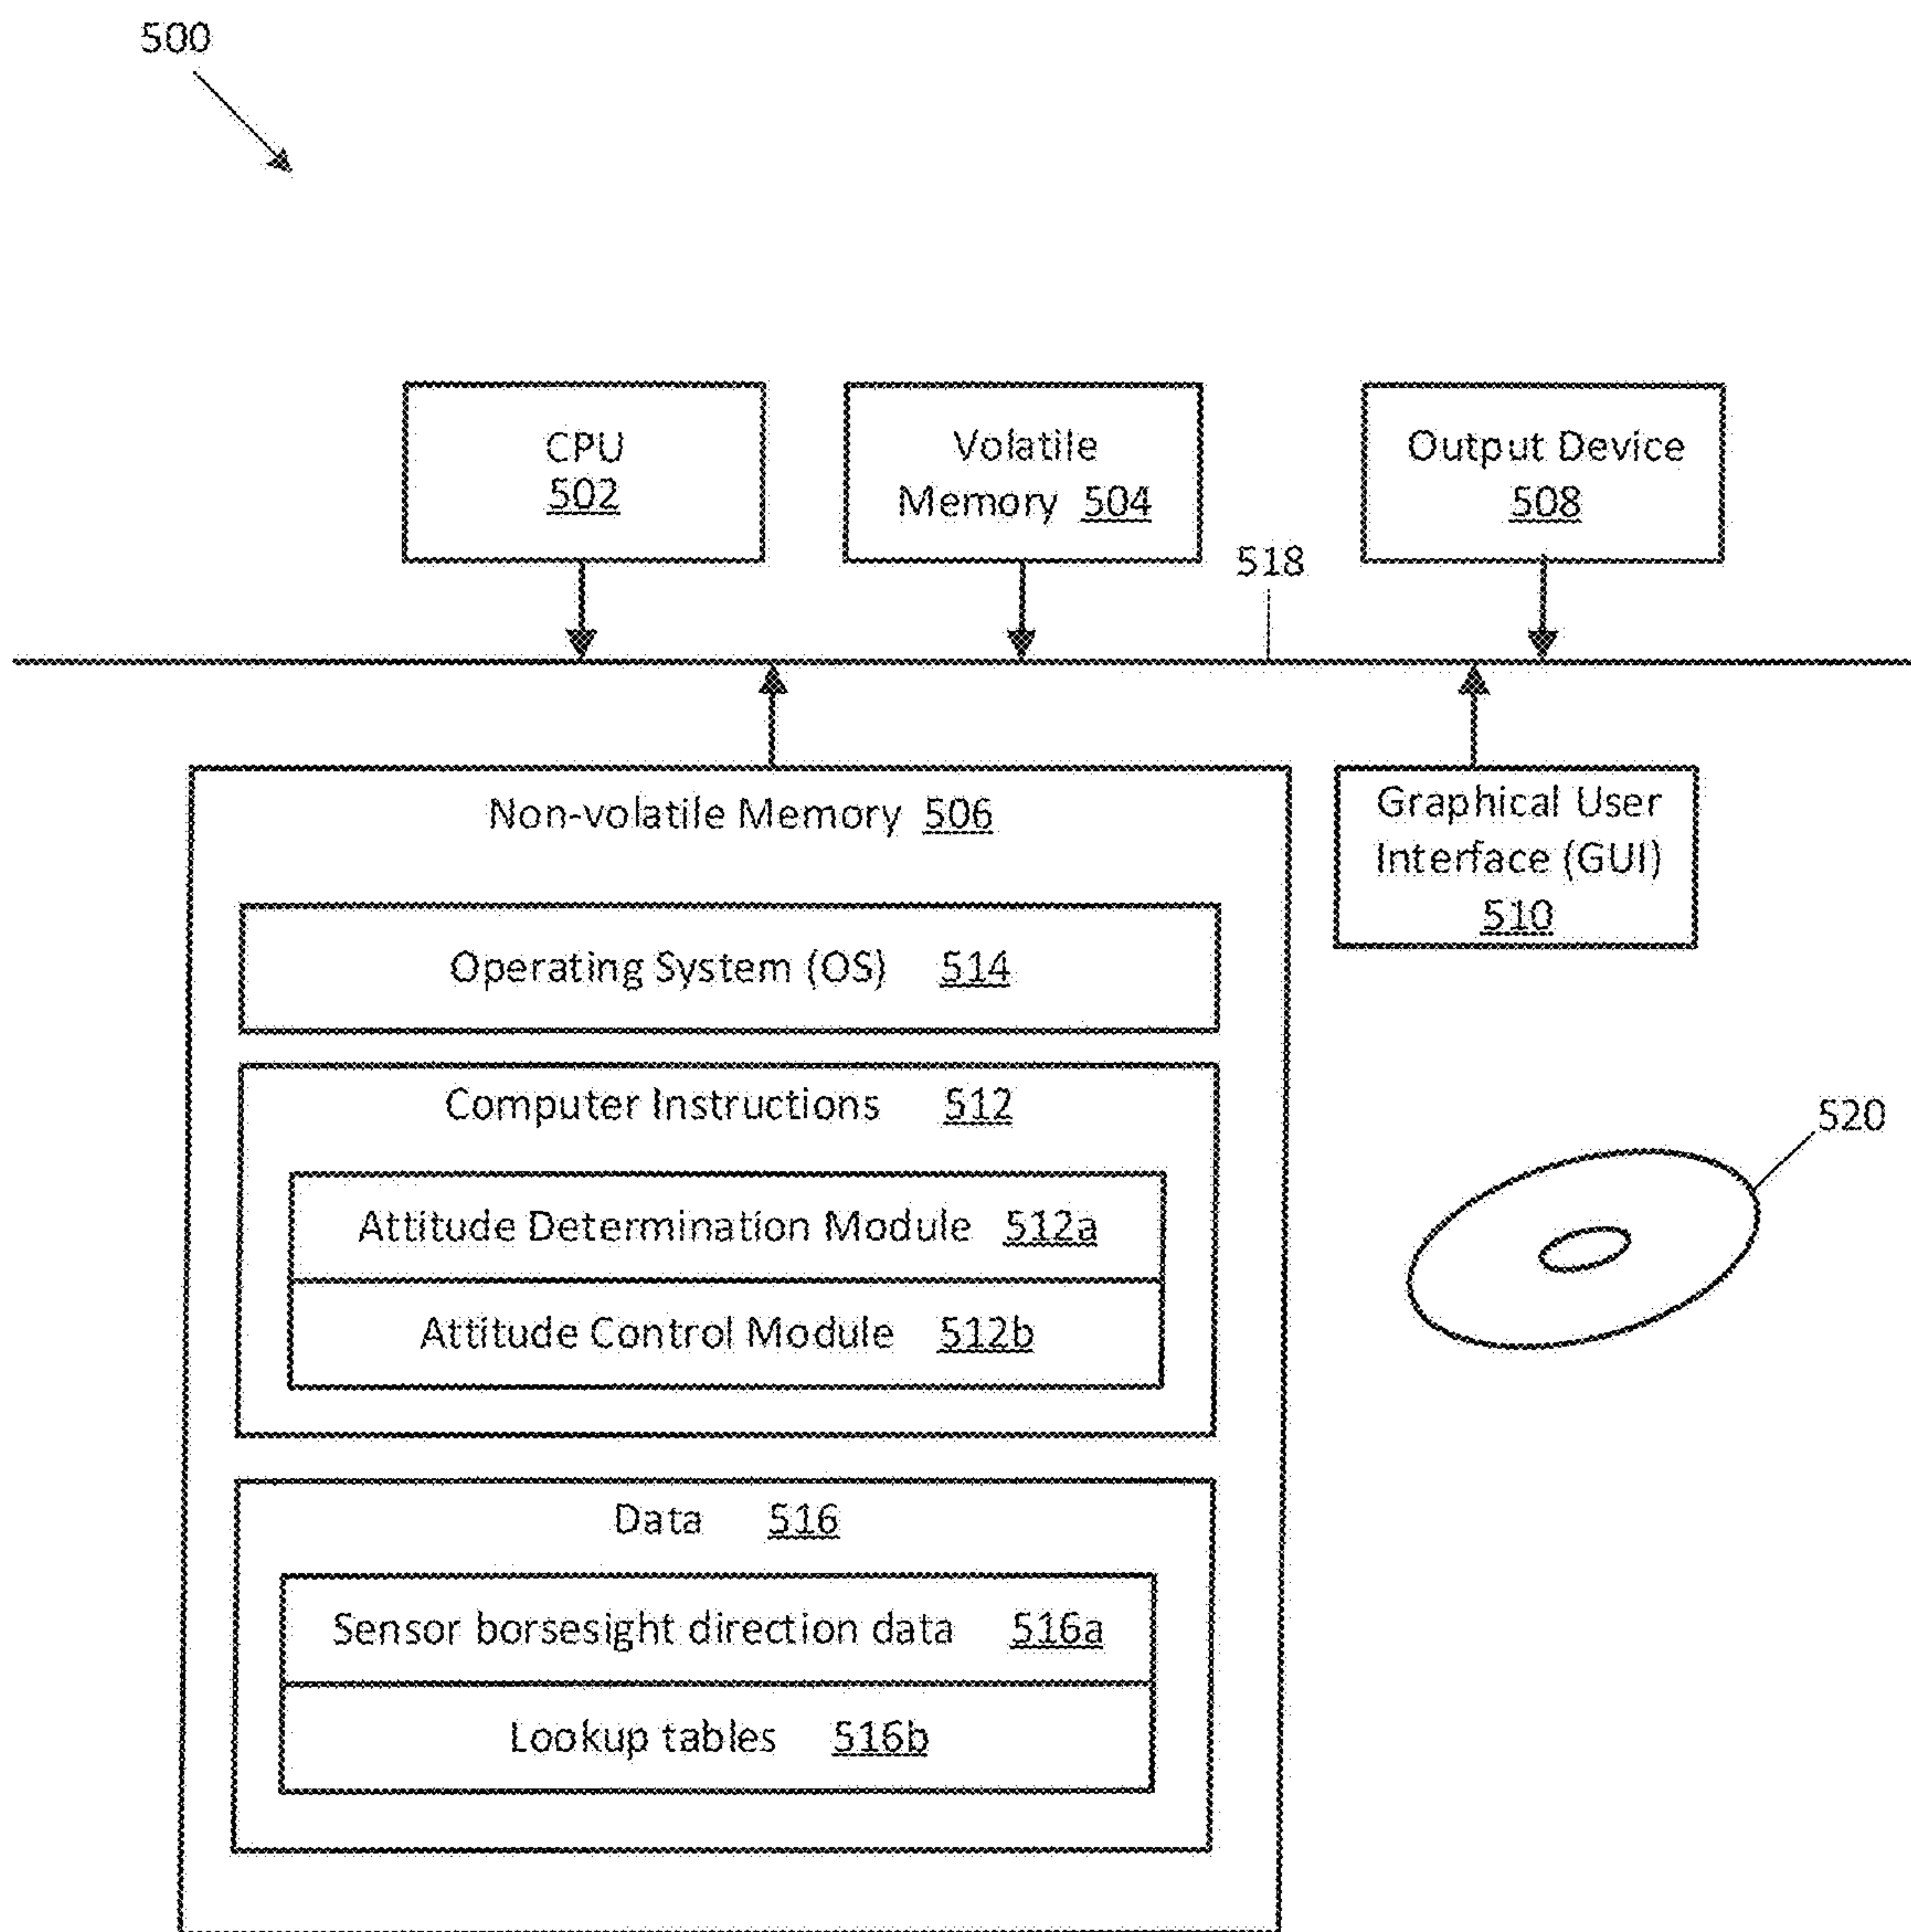 500
CPU
502
Volatile
Memory 504
Output Device
508
518
Non-volatile Memory 506
Graphical User
Interface (GUI)
510
Operating System (OS) 514
Computer Instructions 512
520
Attitude Determination Module 512a
Attitude Control Module 512b
Data 516
Sensor borsesight direction data 516a
Lookup tables 516b